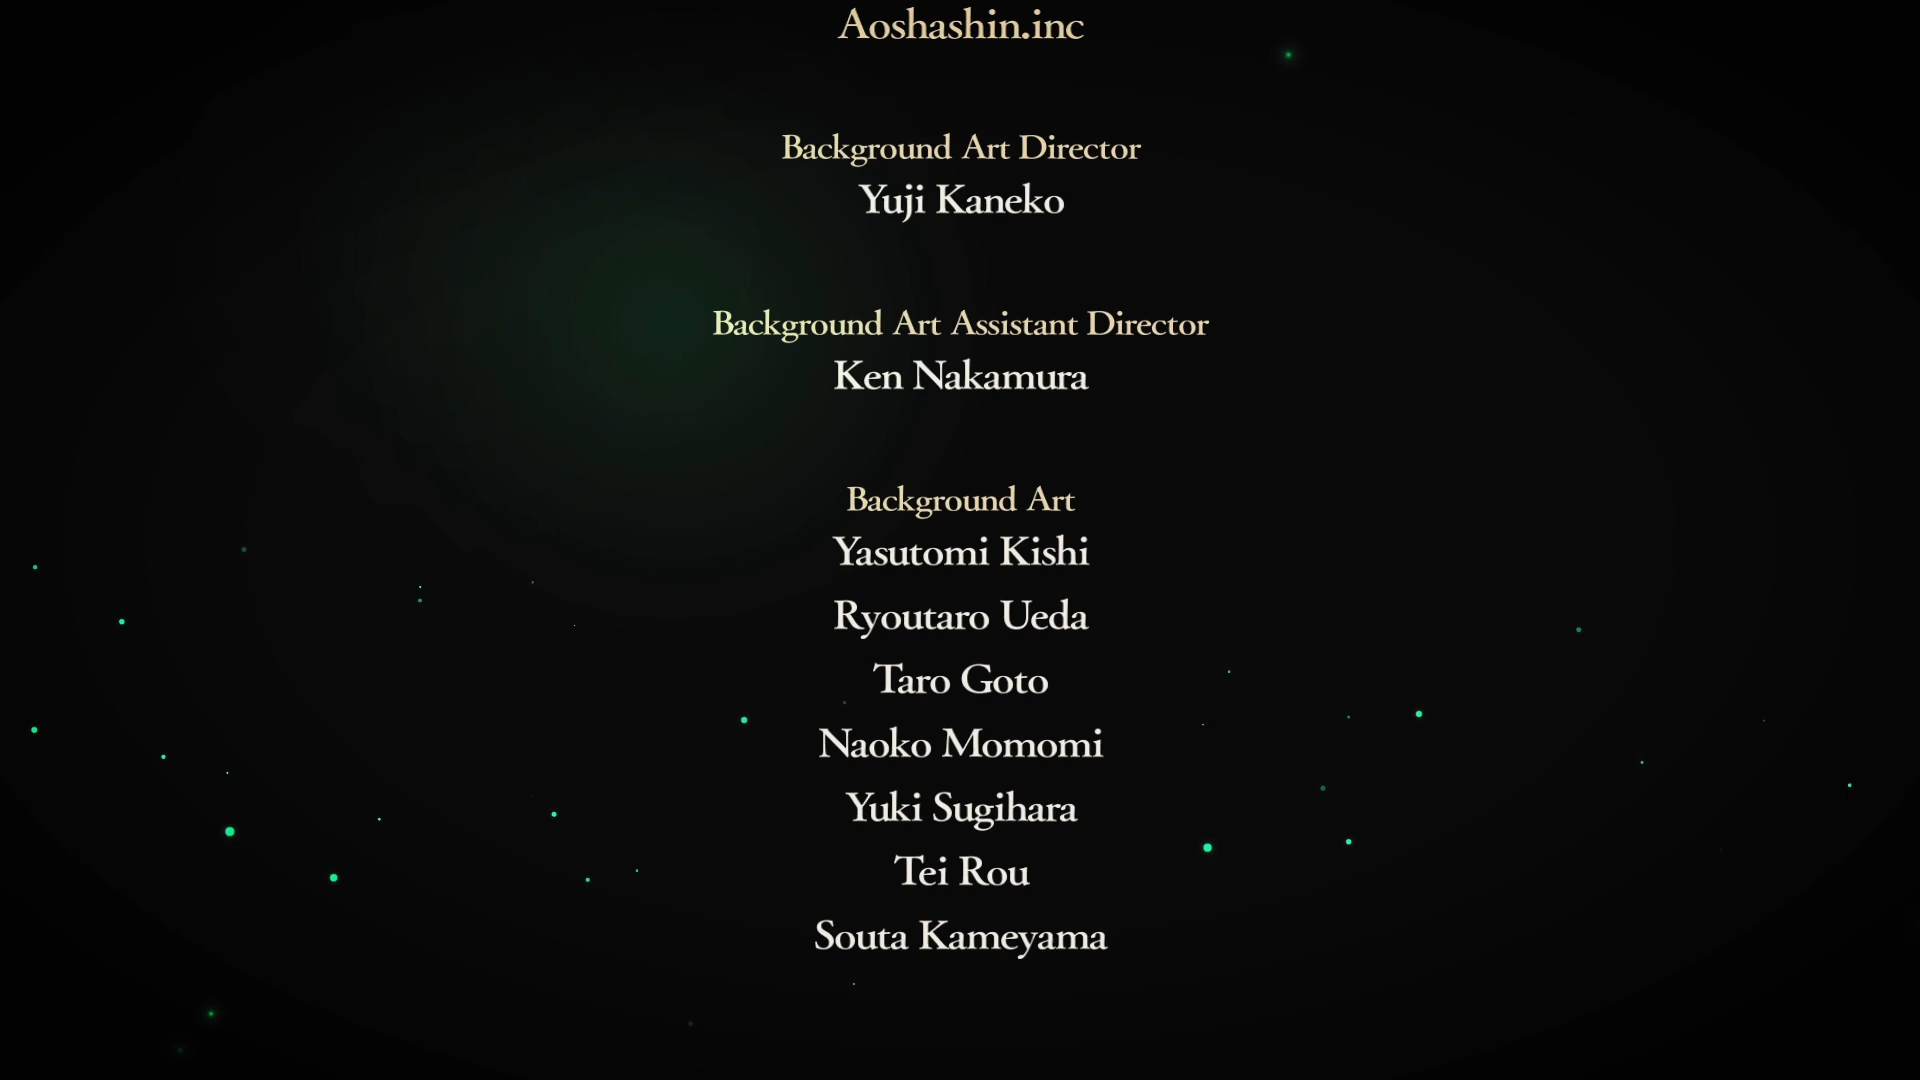 Aoshashin.inc
Background Art Director
Yuji Kaneko
Background Art Assistant Director
Ken Nakamura
Background Art
Yasutomi Kishi
Ryoutaro Ueda
Taro Goto
Naoko Momomi
Yuki Sugihara
Tei Rou
Souta Kameyama